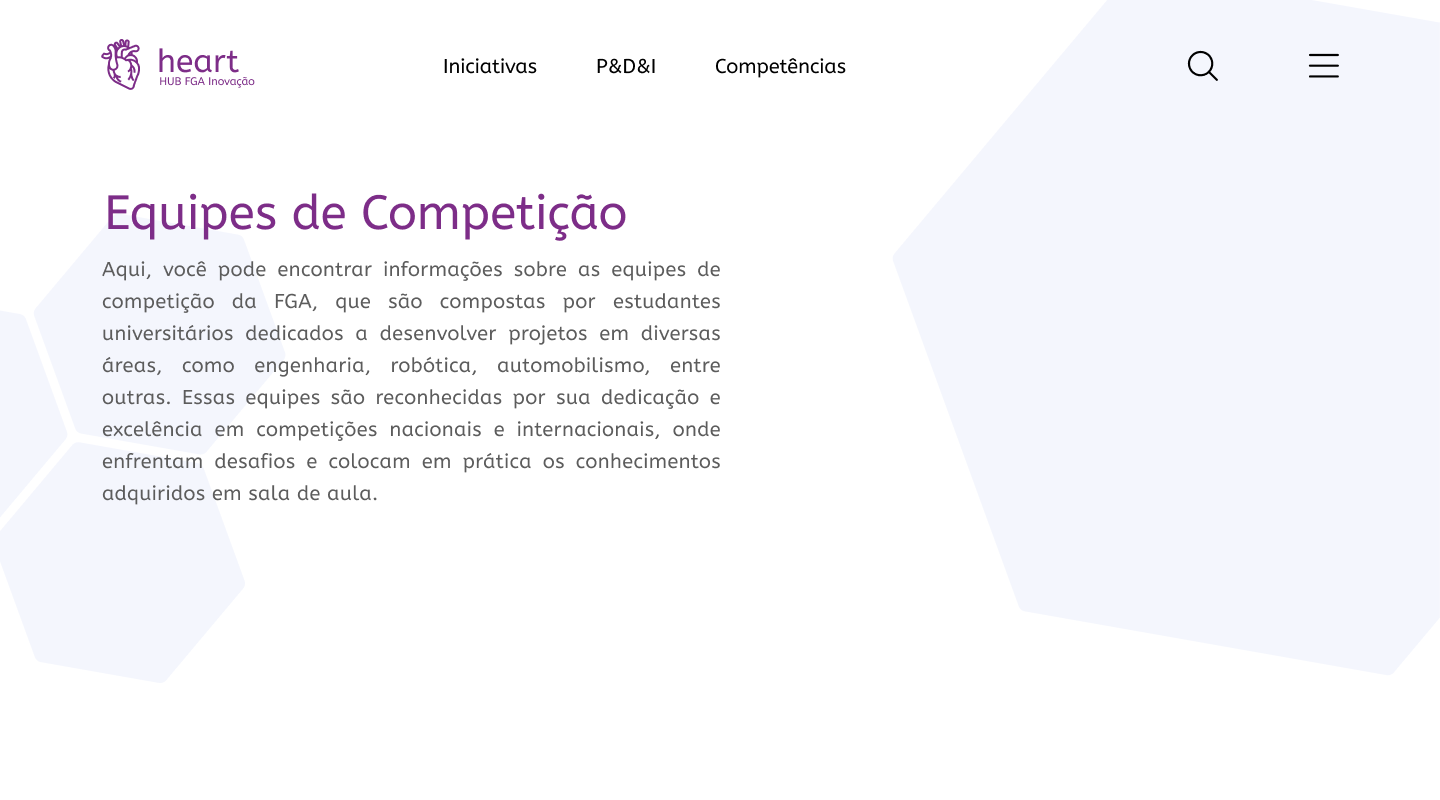 heart
HUB FGA Inovação
Iniciativas
P&D&I
Competências
Equipes de Competição
Aqui, você pode encontrar informações sobre as equipes de
competição da FGA, que são compostas por estudantes
universitários dedicados a desenvolver projetos em diversas
áreas, como engenharia, robótica, automobilismo, entre
outras. Essas equipes são reconhecidas por sua dedicação e
excelência em competições nacionais e internacionais, onde
enfrentam desafios e colocam em prática os conhecimentos
adquiridos em sala de aula.